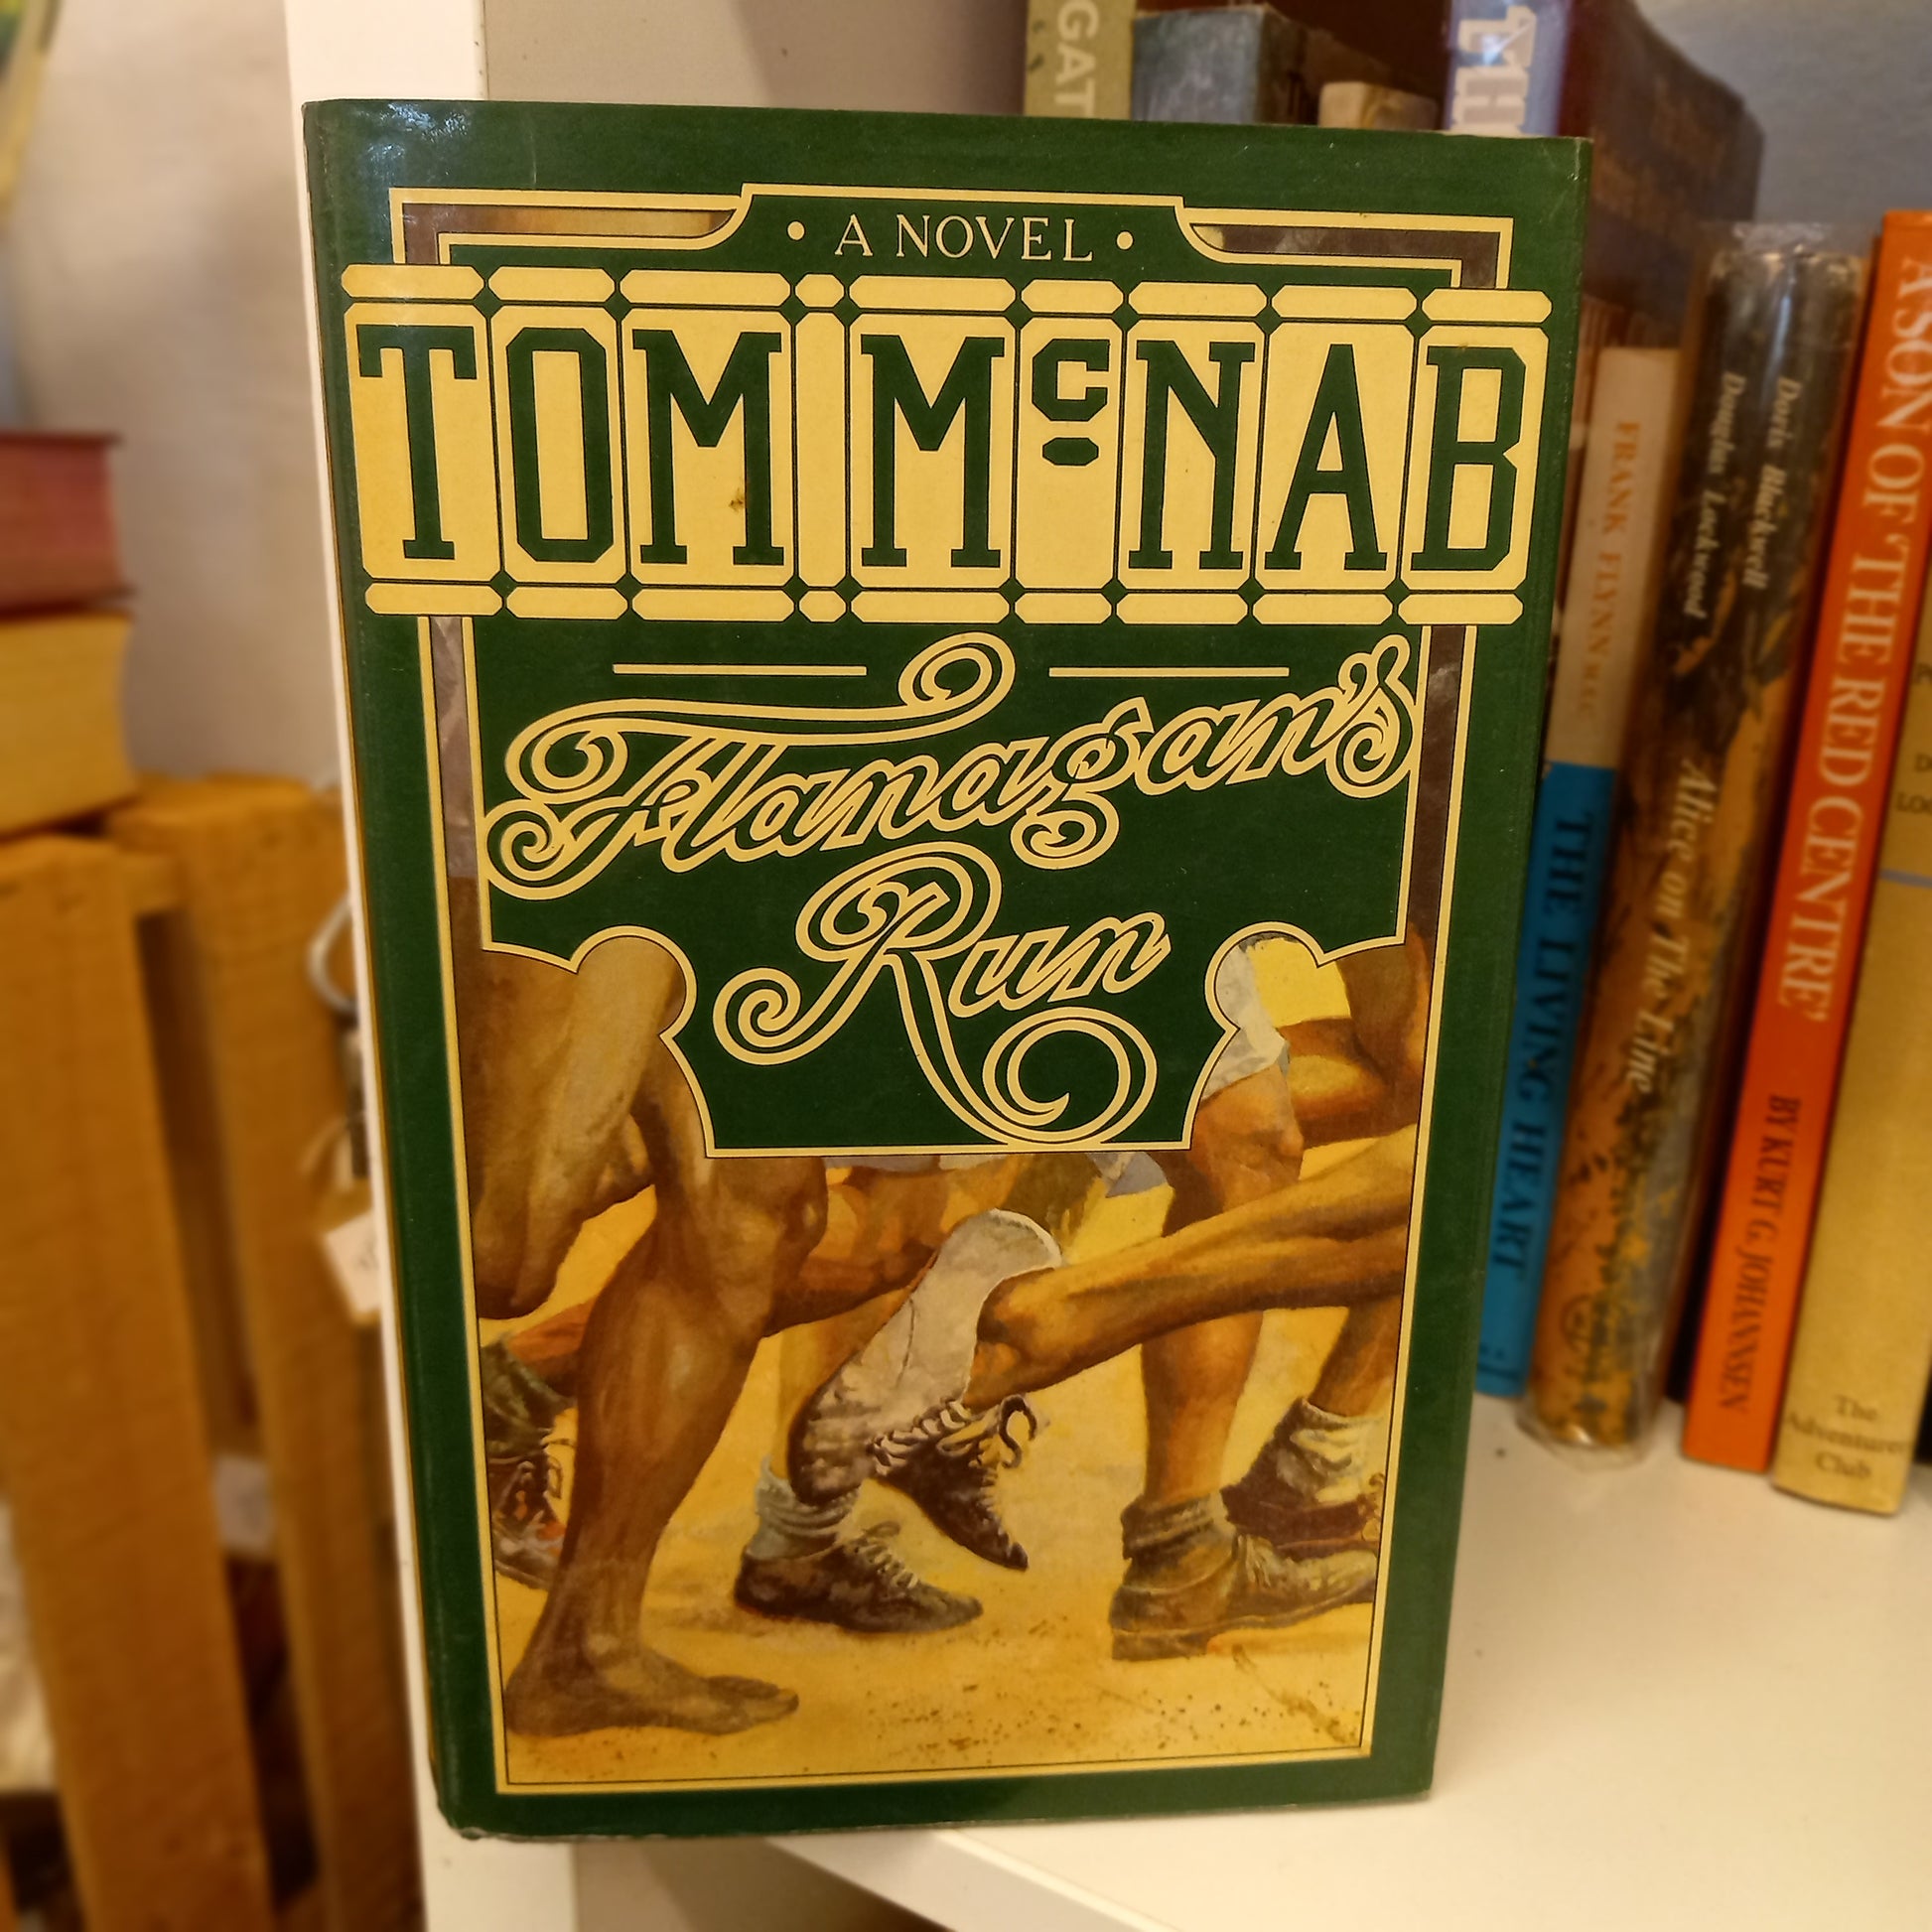 • A NOVEL •
TOM McNAB
Flanagan's
Run
GAT
FRANK FLYNN M.S.C.
THE LIVING HEART
Doris Blackwell
Douglas Lockwood
Alice on The Line
A SON OF 'THE RED CENTRE'
BY KURT G. JOHANNSEN
The
Adventurers
Club